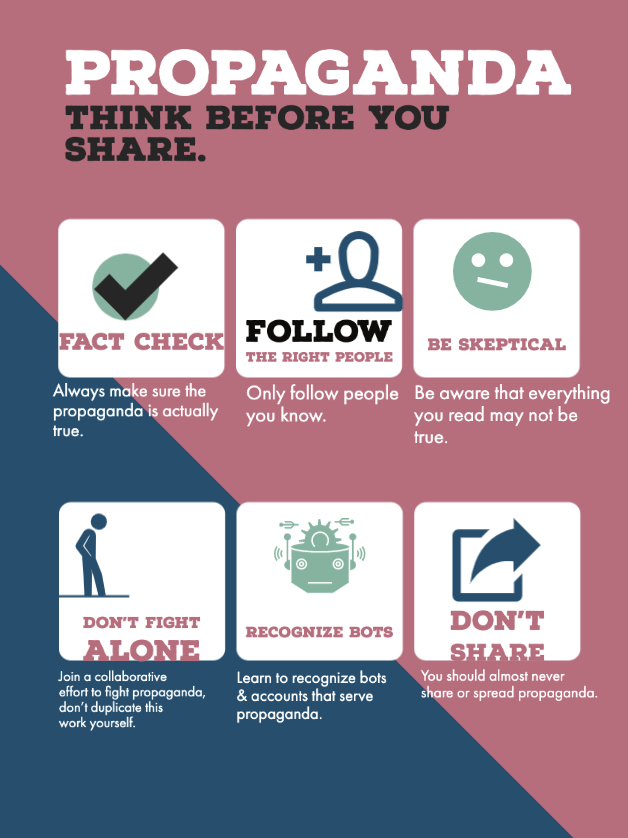 PROPAGANDA
THINK BEFORE YOU
SHARE.
FACT CHECK
Always make sure the
propaganda is actually
true.
FOLLOW
THE RIGHT PEOPLE
Only follow people
you know.
BE SKEPTICAL
Be aware that everything
you read may not be
true.
DON'T FIGHT
ALONE
Join a collaborative
effort to fight propaganda,
don't duplicate this
work yourself.
RECOGNIZE BOTS
Learn to recognize bots
& accounts that serve
propaganda.
DON'T
SHARE
You should almost never
share or spread propaganda.